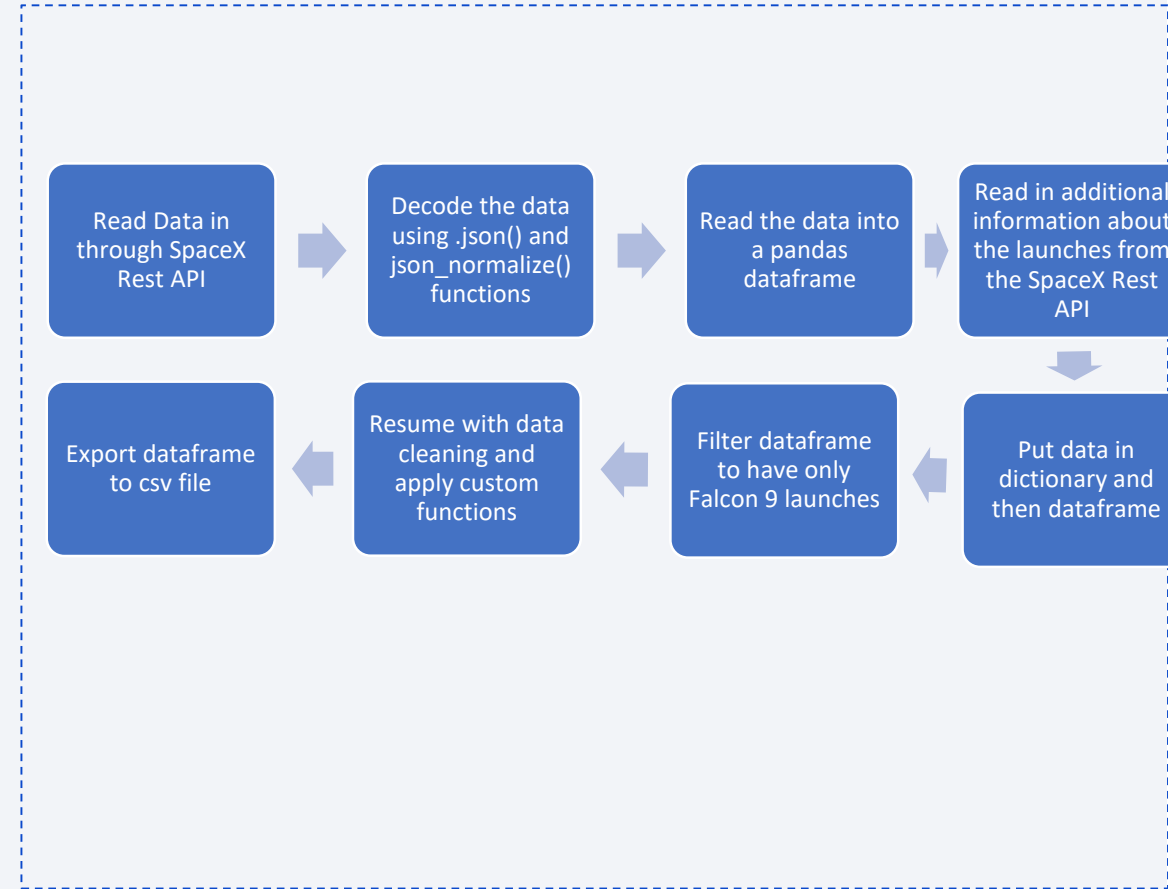 Read Data in
through SpaceX
Rest API
Decode the data
using .json() and
json_normalize()
functions
Read the data into
a pandas
dataframe
Read in additional
information about
the launches from
the SpaceX Rest
API
Put data in
dictionary and
then dataframe
Filter dataframe
to have only
Falcon 9 launches
Resume with data
cleaning and
apply custom
functions
Export dataframe
to csv file